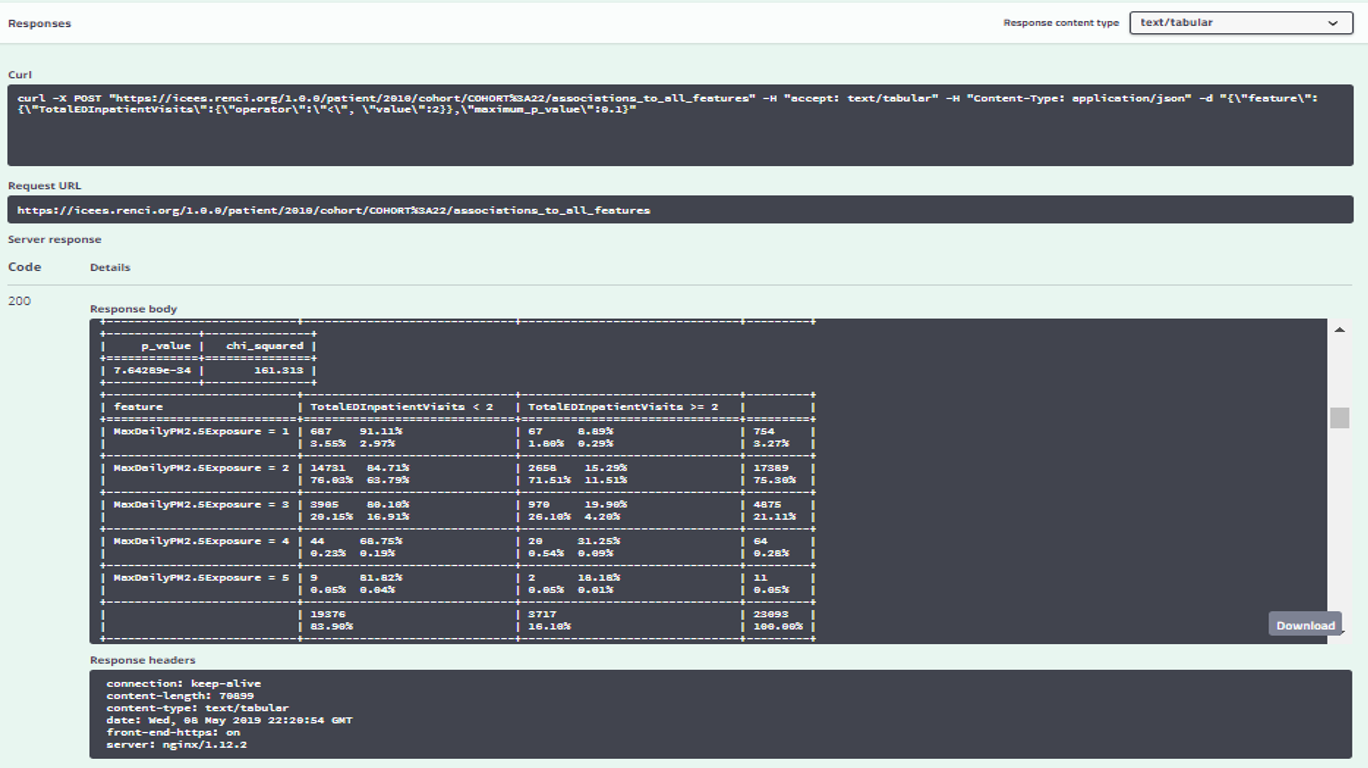 Responses
Response content type text/tabular
Curl
curl -X POST "https://icees.renci.org/1.0.0/patient/2010/cohort/COHORT%3A22/associations_to_all_features" -H "accept: text/tabular" -H "Content-Type: application/json" -d "{\"feature\":
{\"TotalEDInpatientVisits\":{\"operator\":\"<\", \"value\":2}},\"maximum_p_value\":0.1}"
Request URL
https://icees.renci.org/1.0.0/patient/2010/cohort/COHORT%3A22/associations_to_all_features
Server response
Code Details
200
Response body
| p_value | chi_squared |
| 7.64289e-34 | 161.313 |
| feature | TotalEDInpatientVisits < 2 | TotalEDInpatientVisits >= 2 | |
| MaxDailyPM2.5Exposure = 1 | 687 91.11% | 67 8.89% | 754 |
| | 3.55% 2.97% | 1.80% 0.29% | 3.27% |
| MaxDailyPM2.5Exposure = 2 | 14731 84.71% | 2658 15.29% | 17389 |
| | 76.03% 63.79% | 71.51% 11.51% | 75.30% |
| MaxDailyPM2.5Exposure = 3 | 3905 80.10% | 970 19.90% | 4875 |
| | 20.15% 16.91% | 26.10% 4.20% | 21.11% |
| MaxDailyPM2.5Exposure = 4 | 44 68.75% | 20 31.25% | 64 |
| | 0.23% 0.19% | 0.54% 0.09% | 0.28% |
| MaxDailyPM2.5Exposure = 5 | 9 81.82% | 2 18.18% | 11 |
| | 0.05% 0.04% | 0.05% 0.01% | 0.05% |
| | 19376 | 3717 | 23093 |
| | 83.90% | 16.10% | 100.00% |
Download
Response headers
connection: keep-alive
content-length: 70899
content-type: text/tabular
date: Wed, 08 May 2019 22:20:54 GMT
front-end-https: on
server: nginx/1.12.2